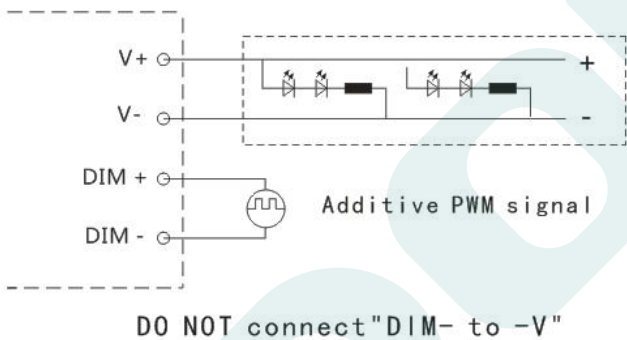 V+
+
V-
-
DIM +
Additive PWM signal
DIM -
DO NOT connect"DIM- to -V"